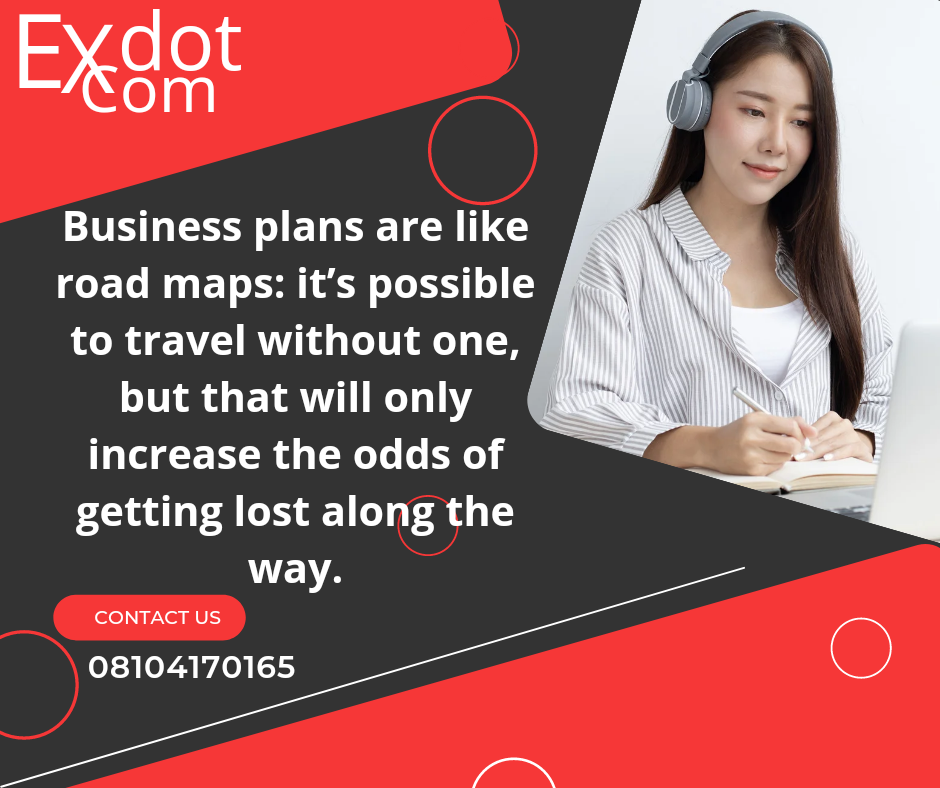 Exdot
Com
Business plans are like
road maps: it’s possible
to travel without one,
but that will only
increase the odds of
getting lost along the
way.
CONTACT US
08104170165